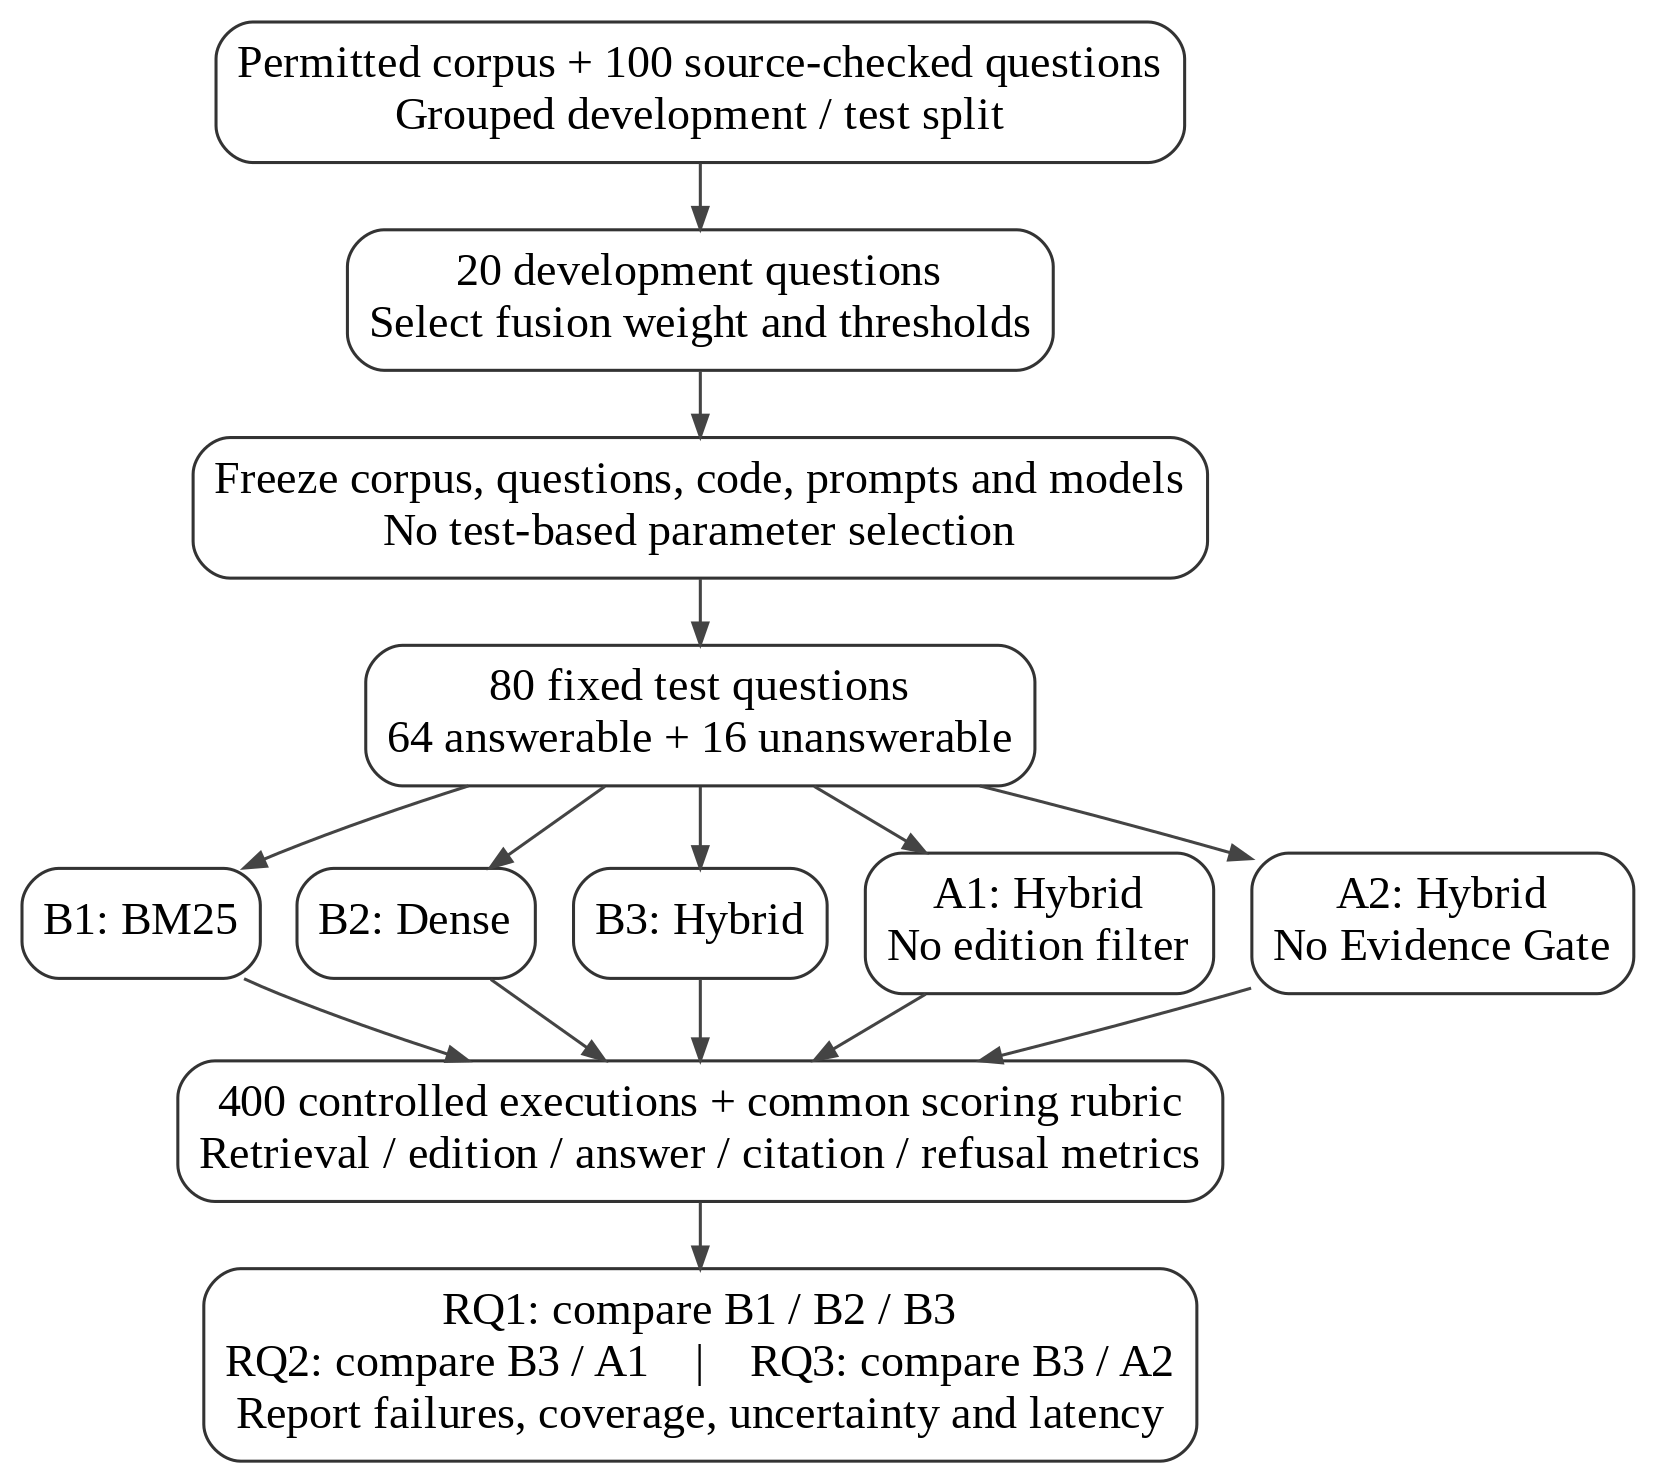 Permitted corpus + 100 source-checked questions
Grouped development / test split
20 development questions
Select fusion weight and thresholds
Freeze corpus, questions, code, prompts and models
No test-based parameter selection
80 fixed test questions
64 answerable + 16 unanswerable
B1: BM25
B2: Dense
B3: Hybrid
A1: Hybrid
No edition filter
A2: Hybrid
No Evidence Gate
400 controlled executions + common scoring rubric
Retrieval / edition / answer / citation / refusal metrics
RQ1: compare B1 / B2 / B3
RQ2: compare B3 / A1 | RQ3: compare B3 / A2
Report failures, coverage, uncertainty and latency